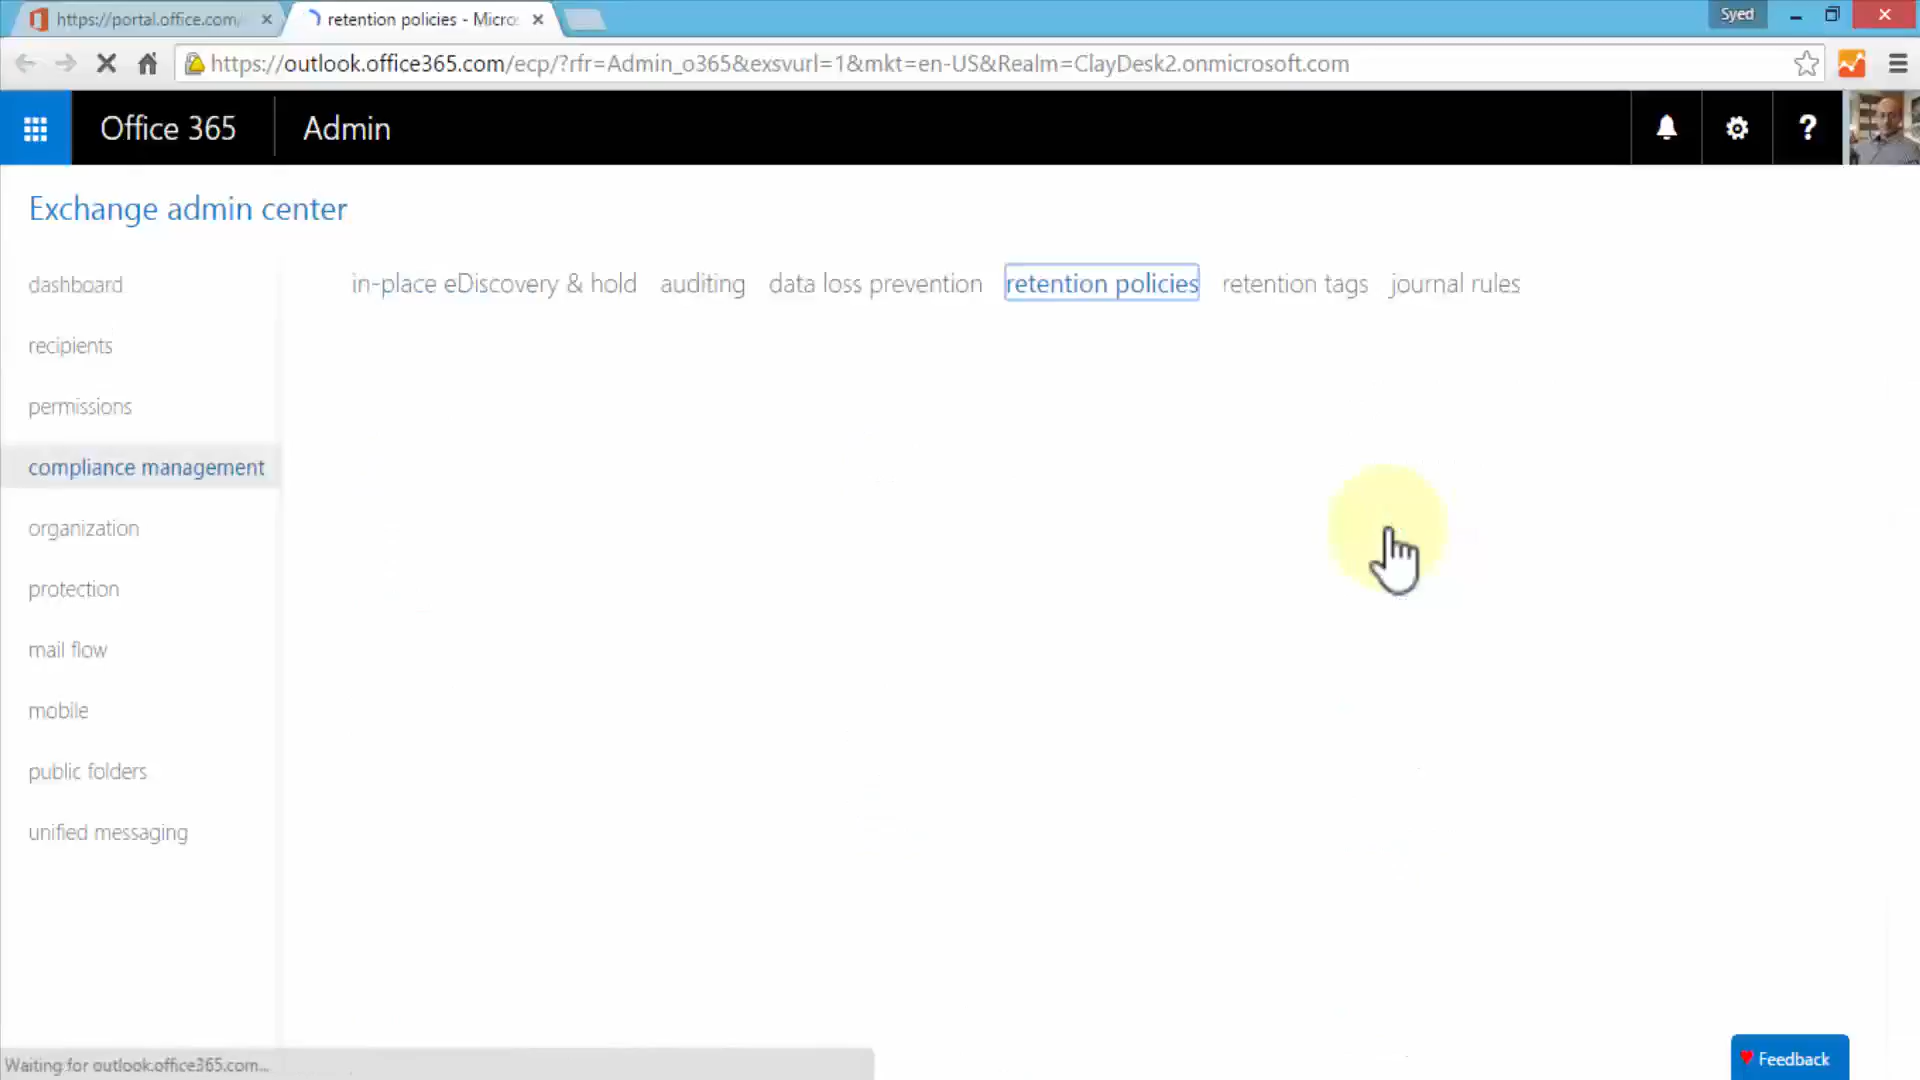 https://portal.office.com/
retention policies - Micros
Syed
https://outlook.office365.com/ecp/?rfr=Admin_o365&exsvurl=1&mkt=en-US&Realm=ClayDesk2.onmicrosoft.com
Office 365
Admin
?
Exchange admin center
dashboard
recipients
permissions
compliance management
organization
protection
mail flow
mobile
public folders
unified messaging
in-place eDiscovery & hold auditing data loss prevention retention policies retention tags journal rules
Waiting for outlook.office365.com...
Feedback